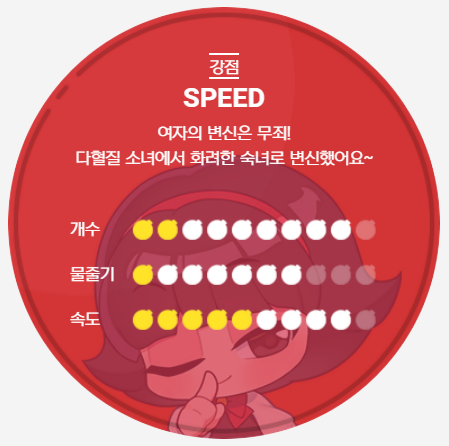 강점
SPEED
여자의 변신은 무죄!
다혈질 소녀에서 화려한 숙녀로 변신했어요~
개수
물줄기
속도